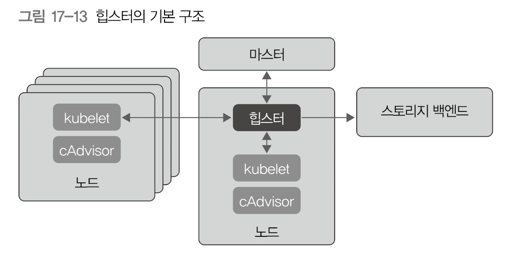 그림 17-13 힙스터의 기본 구조
마스터
kubelet
cAdvisor
노드
힙스터
kubelet
cAdvisor
노드
스토리지 백엔드